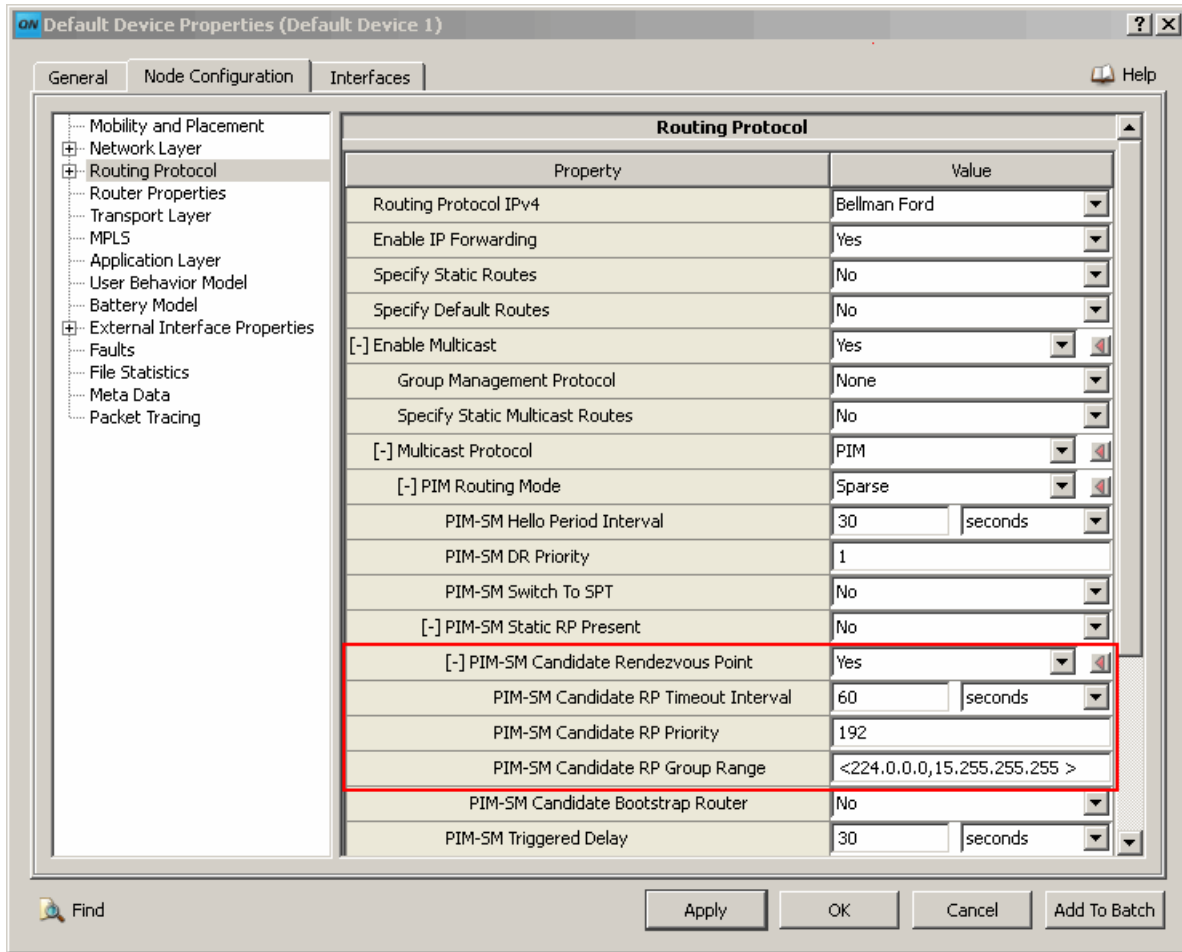 QN Default Device Properties (Default Device 1) ? X
General Node Configuration Interfaces Help
Mobility and Placement
Network Layer
Routing Protocol
Router Properties
Transport Layer
MPLS
Application Layer
User Behavior Model
Battery Model
External Interface Properties
Faults
File Statistics
Meta Data
Packet Tracing
Routing Protocol
Property Value
Routing Protocol IPv4 Bellman Ford
Enable IP Forwarding Yes
Specify Static Routes No
Specify Default Routes No
[-] Enable Multicast Yes
Group Management Protocol None
Specify Static Multicast Routes No
[-] Multicast Protocol PIM
[-] PIM Routing Mode Sparse
PIM-SM Hello Period Interval 30 seconds
PIM-SM DR Priority 1
PIM-SM Switch To SPT No
[-] PIM-SM Static RP Present No
[-] PIM-SM Candidate Rendezvous Point Yes
PIM-SM Candidate RP Timeout Interval 60 seconds
PIM-SM Candidate RP Priority 192
PIM-SM Candidate RP Group Range <224.0.0.0,15.255.255.255 >
PIM-SM Candidate Bootstrap Router No
PIM-SM Triggered Delay 30 seconds
Find Apply OK Cancel Add To Batch